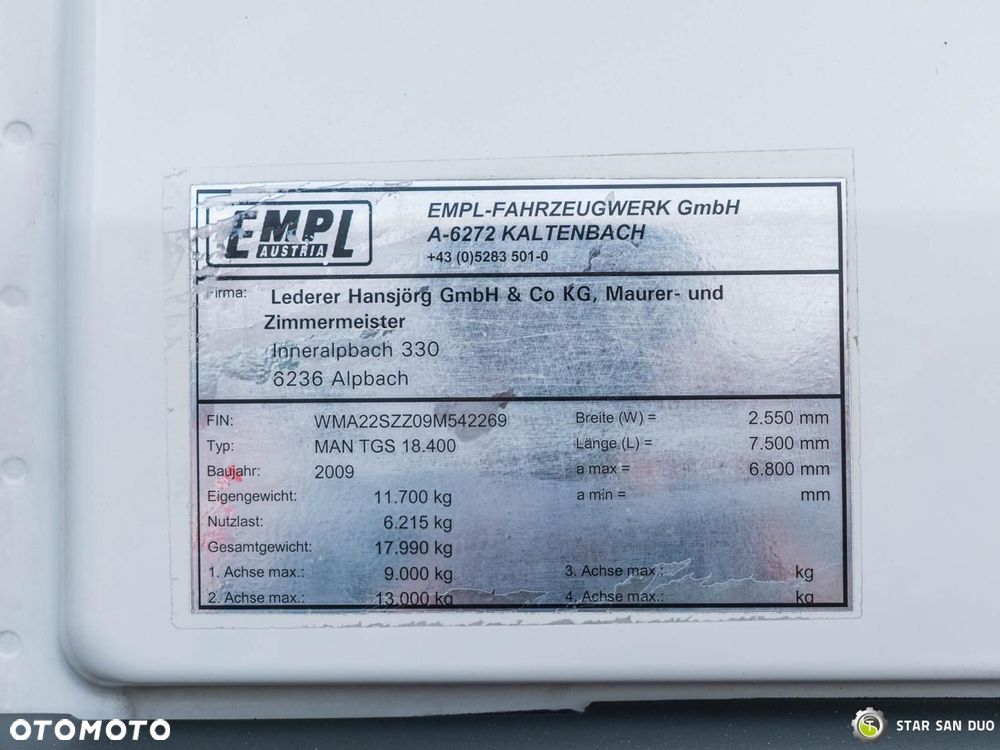 EMPL
AUSTRIA
EMPL-FAHRZEUGWERK GmbH
A-6272 KALTENBACH
+43 (0)5283 501-0
Firma: Lederer Hansjörg GmbH & Co KG, Maurer- und
Zimmermeister
Inneralpbach 330
6236 Alpbach
FIN: WMA22SZZ09M542269 Breite (W) = 2.550 mm
Typ: MAN TGS 18.400 Länge (L) = 7.500 mm
Baujahr: 2009 a max = 6.800 mm
Eigengewicht: 11.700 kg a min = mm
Nutzlast: 6.215 kg
Gesamtgewicht: 17.990 kg
1. Achse max.: 9.000 kg 3. Achse max.: kg
2. Achse max.: 13.000 kg 4. Achse max.: kg
OTOMOTO
STAR SAN DUO